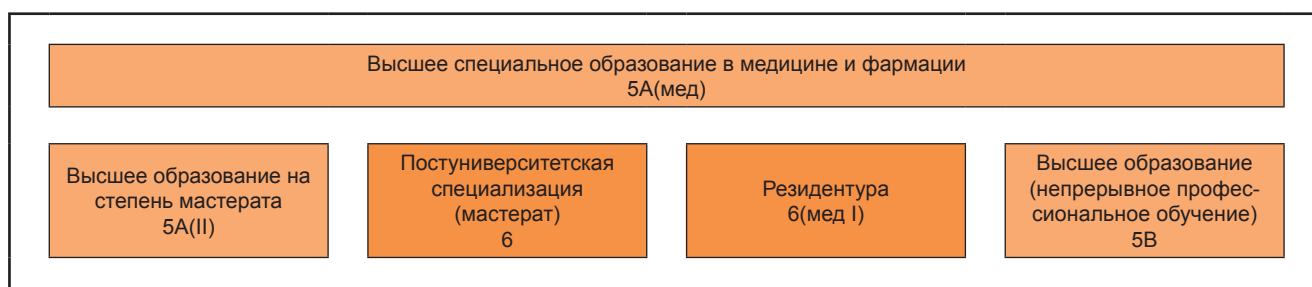 Высшее специальное образование в медицине и фармации
5А(мед)
Высшее образование на
степень мастерата
5А(II)
Постуниверситетская
специализация
(мастерат)
6
Резидентура
6(мед I)
Высшее образование
(непрерывное профес-
сиональное обучение)
5В